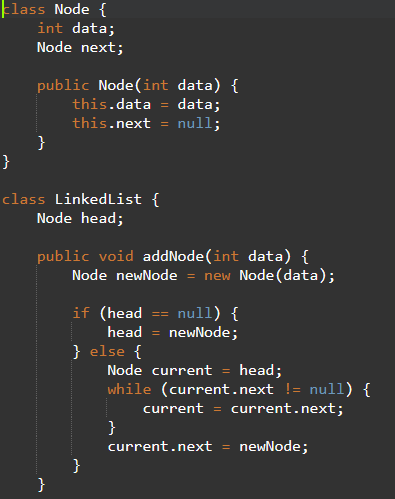 class Node {
    int data;
    Node next;

    public Node(int data) {
        this.data = data;
        this.next = null;
    }
}

class LinkedList {
    Node head;

    public void addNode(int data) {
        Node newNode = new Node(data);

        if (head == null) {
            head = newNode;
        } else {
            Node current = head;
            while (current.next != null) {
                current = current.next;
            }
            current.next = newNode;
        }
    }